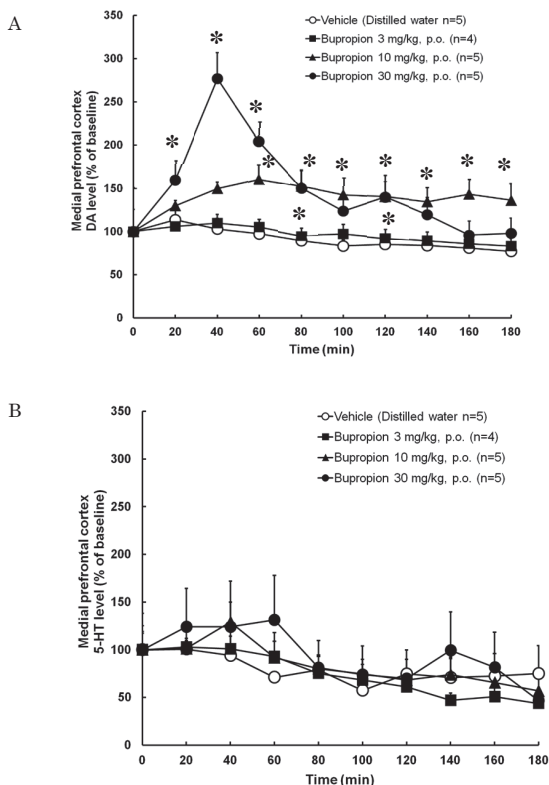 A
350
300
250
200
150
100
50
0
Medial prefrontal cortex
DA level (% of baseline)
Vehicle (Distilled water n=5)
Bupropion 3 mg/kg, p.o. (n=4)
Bupropion 10 mg/kg, p.o. (n=5)
Bupropion 30 mg/kg, p.o. (n=5)
* * * * * * * * * * * *
0 20 40 60 80 100 120 140 160 180
Time (min)
B
350
300
250
200
150
100
50
0
Medial prefrontal cortex
5-HT level (% of baseline)
Vehicle (Distilled water n=5)
Bupropion 3 mg/kg, p.o. (n=4)
Bupropion 10 mg/kg, p.o. (n=5)
Bupropion 30 mg/kg, p.o. (n=5)
0 20 40 60 80 100 120 140 160 180
Time (min)